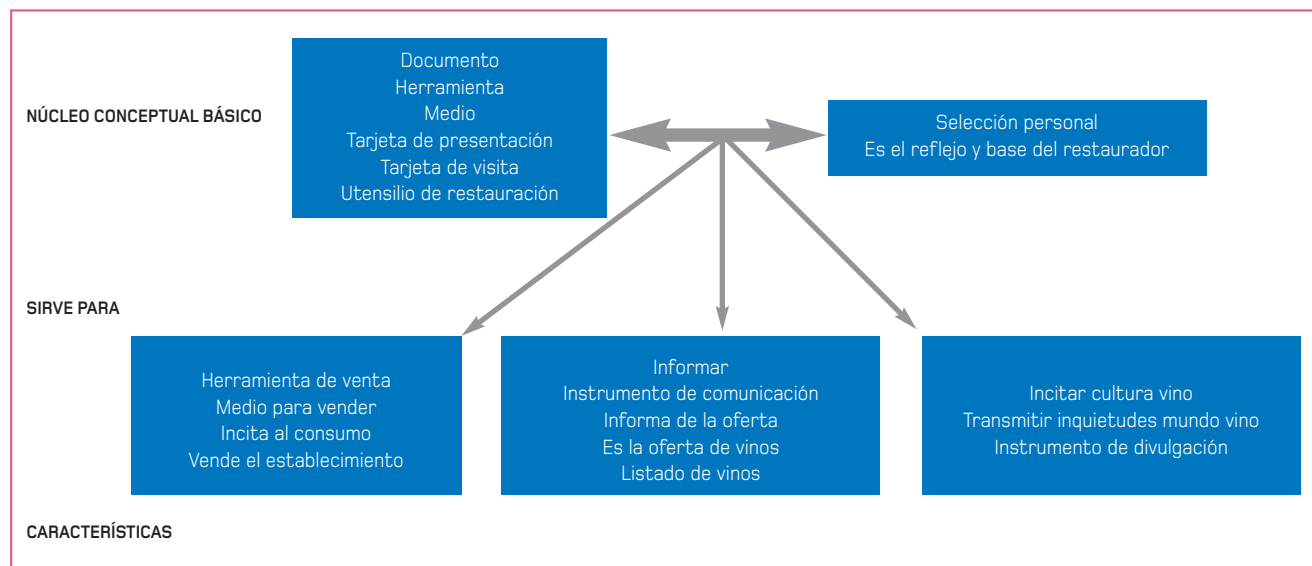 NÚCLEO CONCEPTUAL BÁSICO
Documento
Herramienta
Medio
Tarjeta de presentación
Tarjeta de visita
Utensilio de restauración
Selección personal
Es el reflejo y base del restaurador
SIRVE PARA
Herramienta de venta
Medio para vender
Incita al consumo
Vende el establecimiento
Informar
Instrumento de comunicación
Informa de la oferta
Es la oferta de vinos
Listado de vinos
Incitar cultura vino
Transmitir inquietudes mundo vino
Instrumento de divulgación
CARACTERÍSTICAS